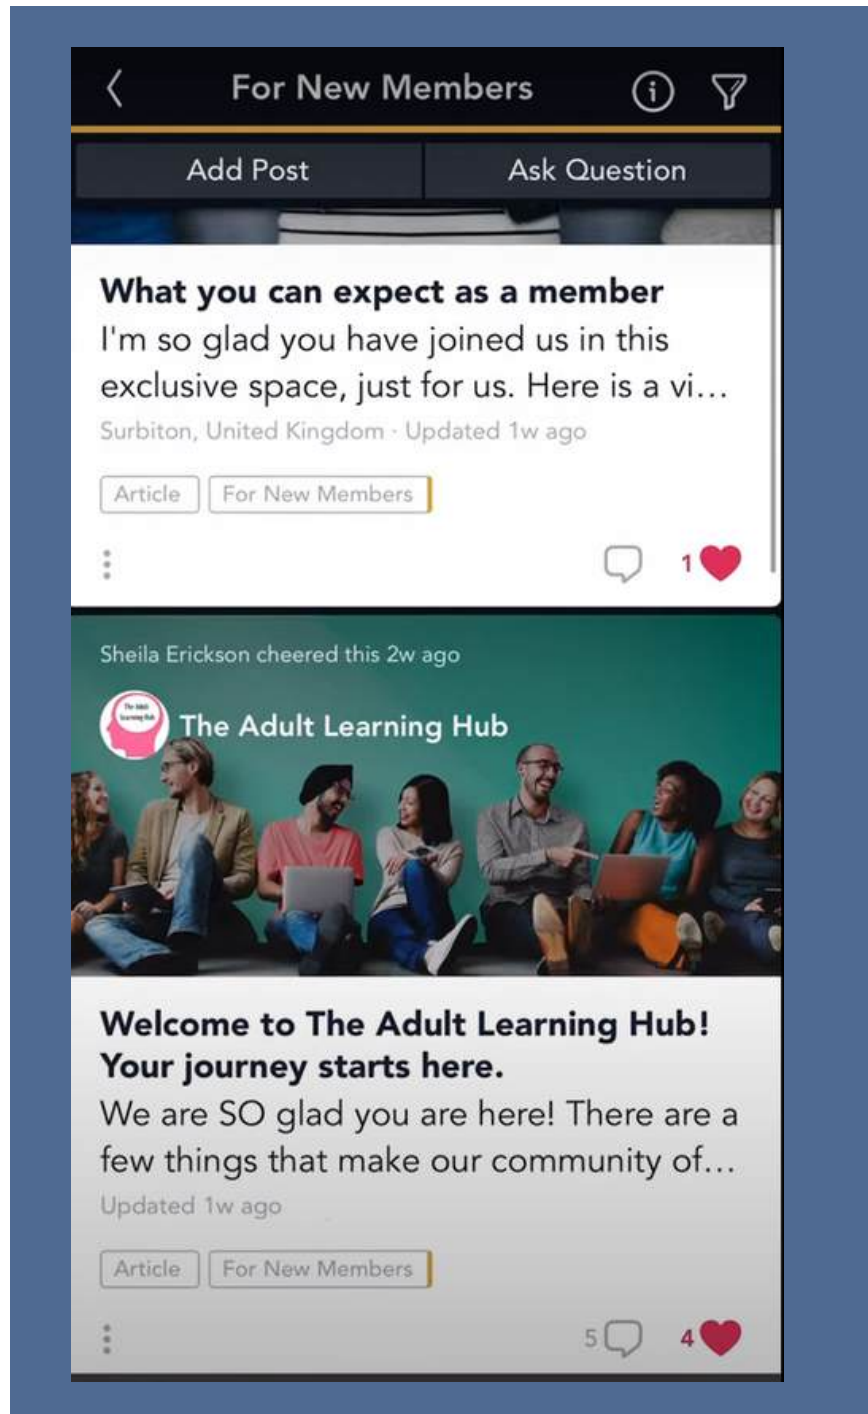 For New Members
Add Post
Ask Question
What you can expect as a member
I'm so glad you have joined us in this
exclusive space, just for us. Here is a vi...
Surbiton, United Kingdom · Updated 1w ago
Article
For New Members
1
Sheila Erickson cheered this 2w ago
The Adult
Learning Hub
The Adult Learning Hub
Welcome to The Adult Learning Hub!
Your journey starts here.
We are SO glad you are here! There are a
few things that make our community of...
Updated 1w ago
Article
For New Members
5
4